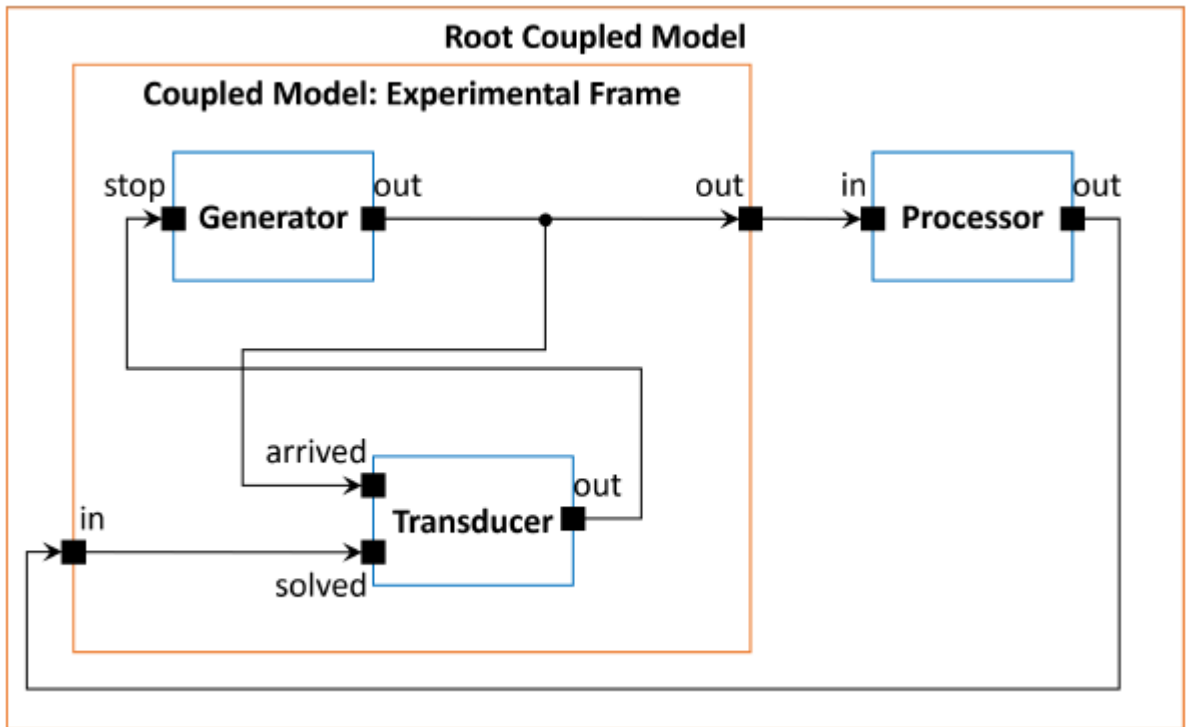 Root Coupled Model
Coupled Model: Experimental Frame
stop
out
out
in
out
Generator
Processor
arrived
out
Transducer
in
solved